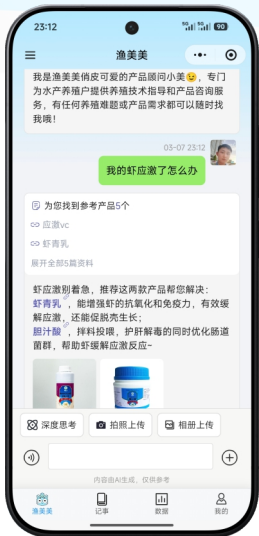 23:12
5G 5G 90
渔美美
我是渔美美俏皮可爱的产品顾问小美😉，专门
为水产养殖户提供养殖技术指导和产品咨询服
务，有任何养殖难题或产品需求都可以随时找
我哦！
03-07 23:12
我的虾应激了怎么办
为您找到参考产品5个
应激vc
虾青乳
展开全部5篇资料
虾应激别着急，推荐这两款产品帮您解决：
虾青乳，能增强虾的抗氧化和免疫力，有效缓
解应激，还能促脱壳生长；
胆汁酸，拌料投喂，护肝解毒的同时优化肠道
菌群，帮助虾缓解应激反应~
深度思考
拍照上传
相册上传
内容由AI生成，仅供参考
渔美美
记事
数据
我的